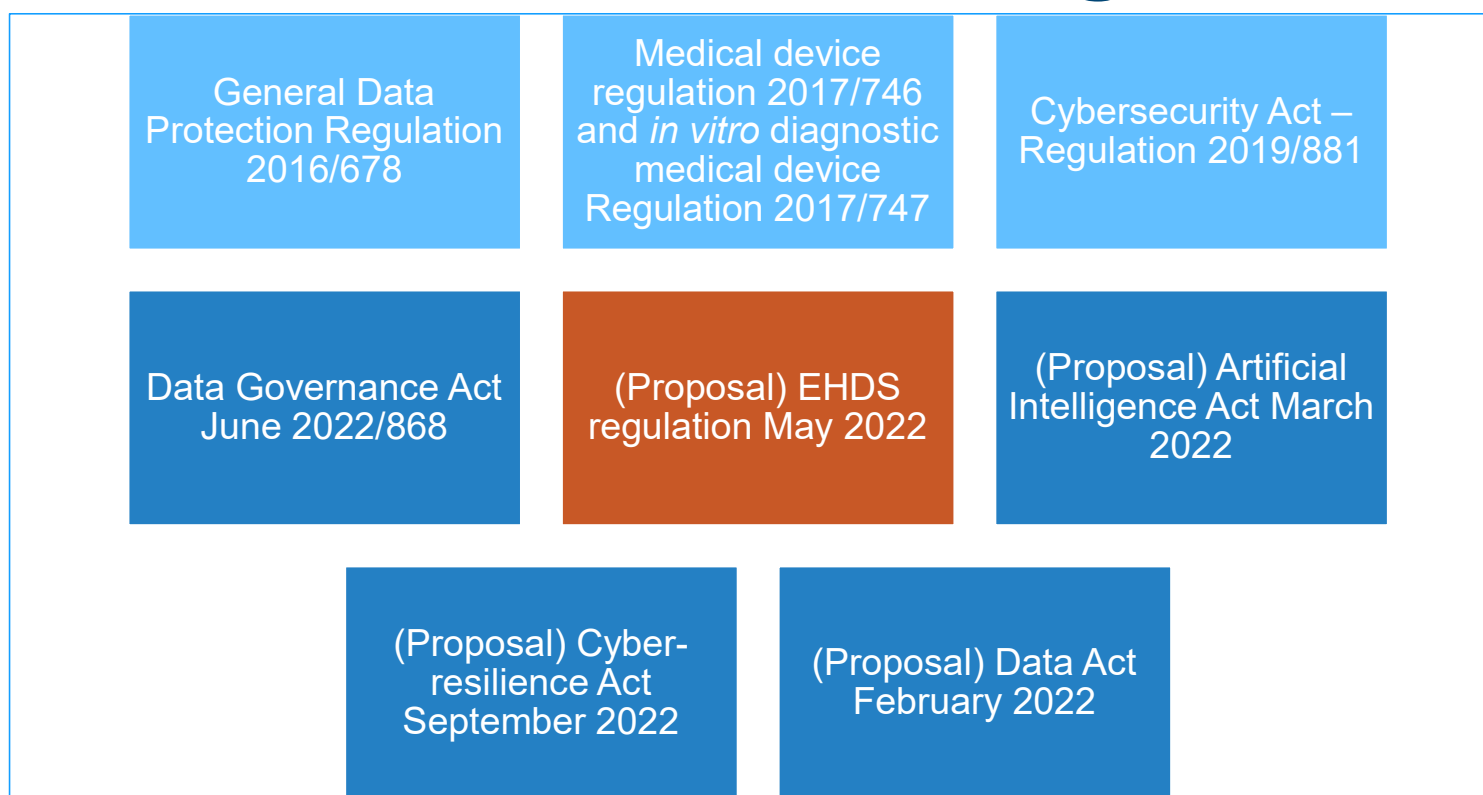 General Data
Protection Regulation
2016/678
Medical device
regulation 2017/746
and in vitro diagnostic
medical device
Regulation 2017/747
Cybersecurity Act –
Regulation 2019/881
Data Governance Act
June 2022/868
(Proposal) EHDS
regulation May 2022
(Proposal) Artificial
Intelligence Act March
2022
(Proposal) Cyber-
resilience Act
September 2022
(Proposal) Data Act
February 2022